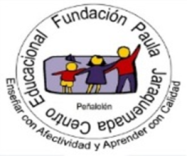 Centro Educacional Fundación Paula Jaraquemada
Peñalolén
Enseñar con Afectividad y Aprender con Calidad